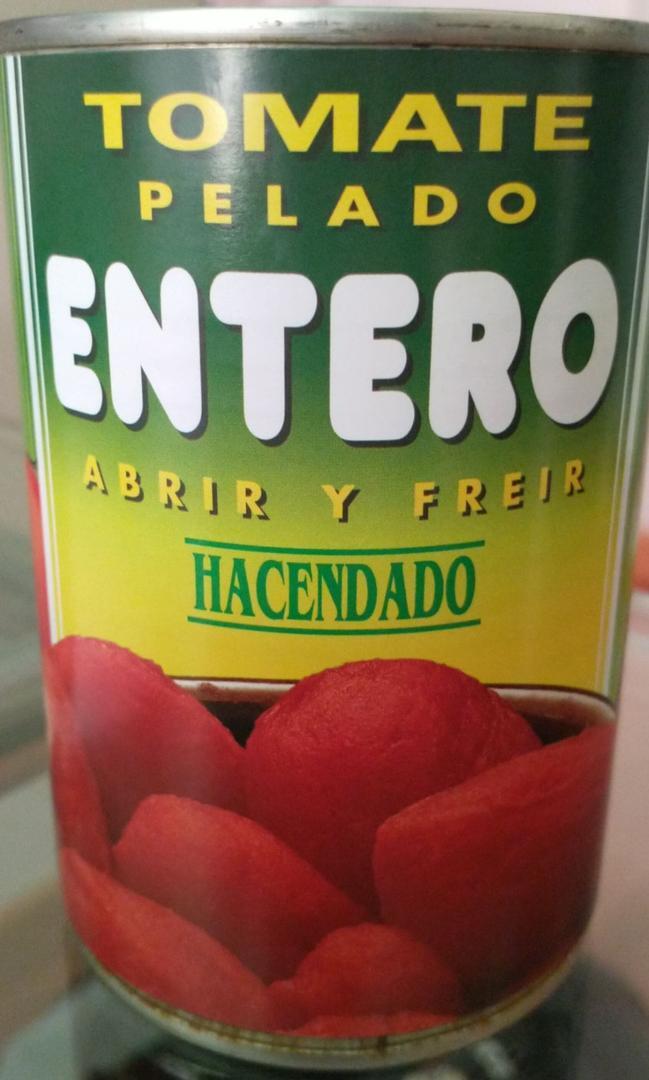 TOMATE
PELADO
ENTERO
ABRIR Y FREIR
HACENDADO